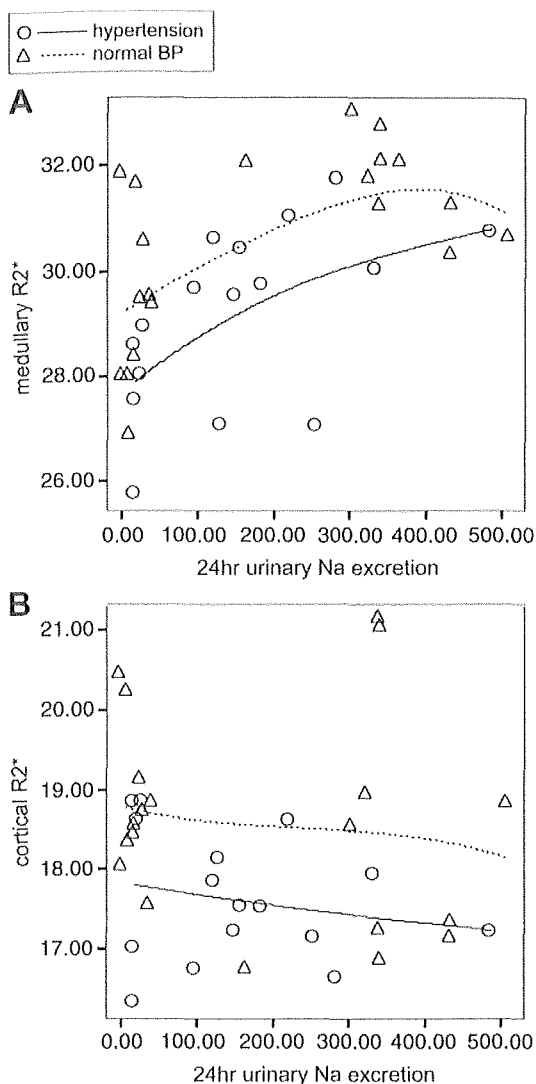 hypertension
normal BP
A
medullary R2*
32.00
30.00
28.00
26.00
0.00 100.00 200.00 300.00 400.00 500.00
24hr urinary Na excretion
B
cortical R2*
21.00
20.00
19.00
18.00
17.00
0.00 100.00 200.00 300.00 400.00 500.00
24hr urinary Na excretion